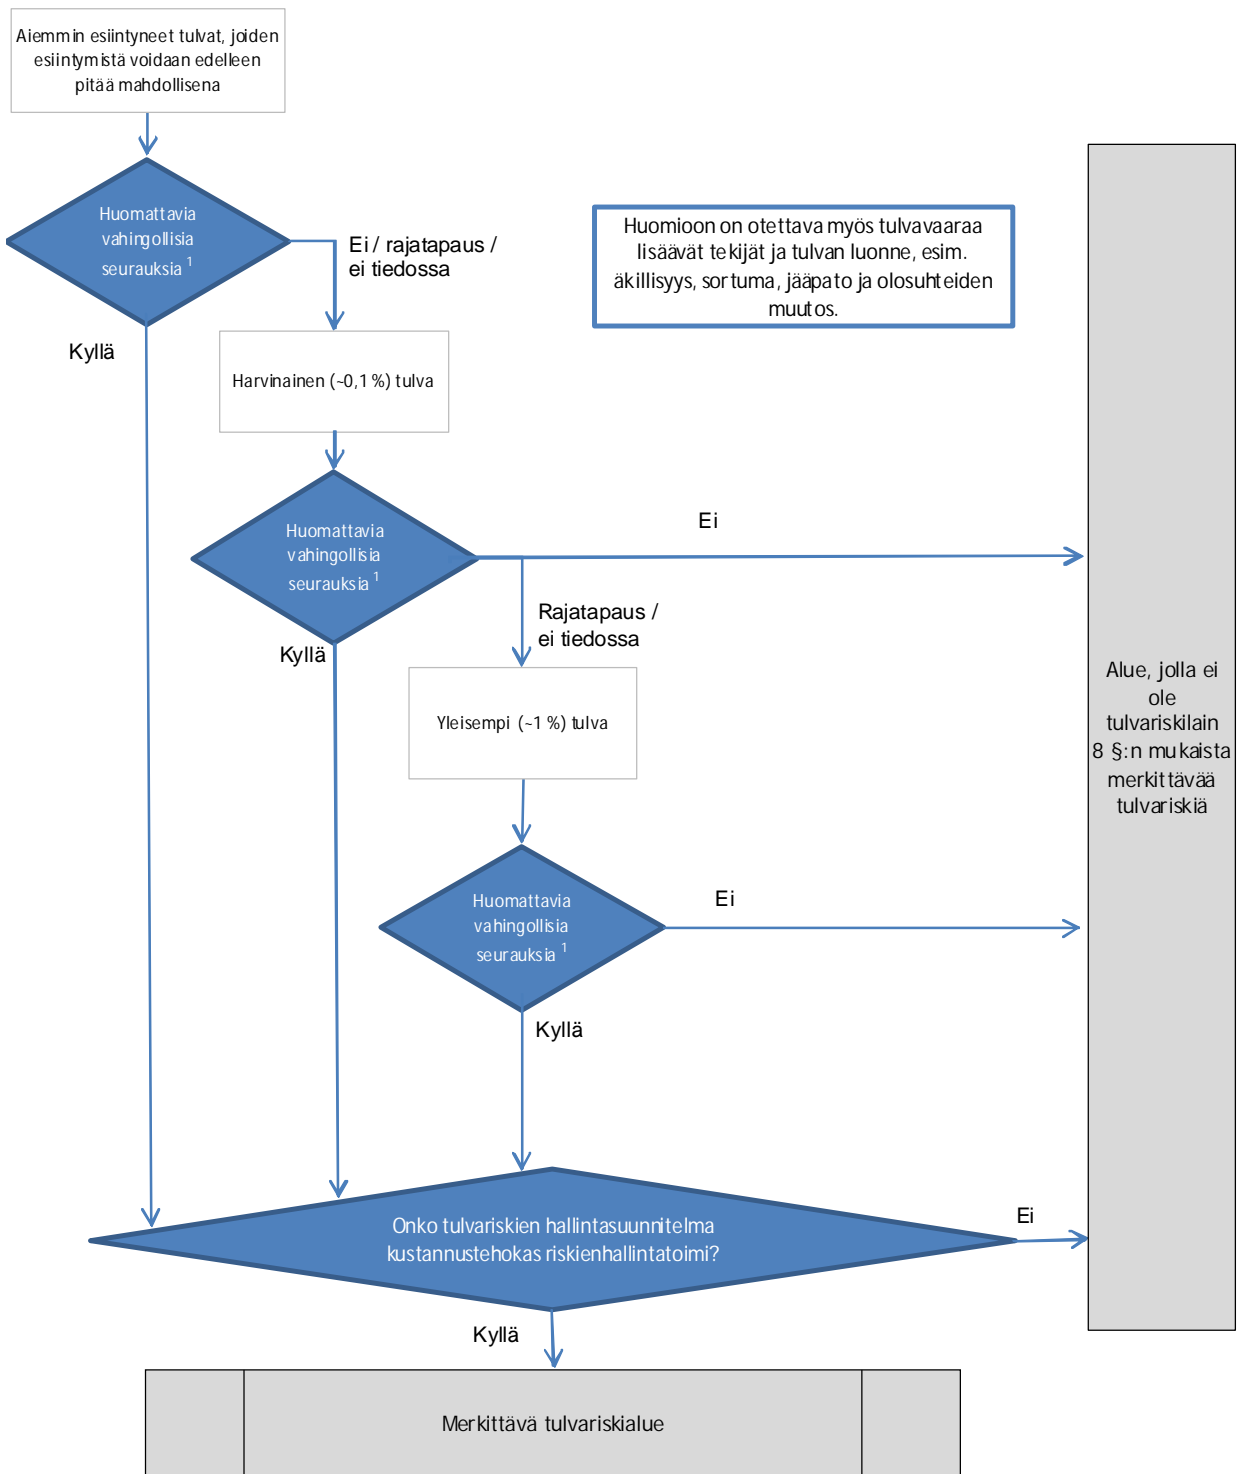 Aiemmin esiintyneet tulvat, joiden
esiintymistä voidaan edelleen
pitää mahdollisena
Huomattavia
vahingollisia
seurauksia 1
Ei / rajatapaus /
ei tiedossa
Huomioon on otettava myös tulvavaaraa
lisäävät tekijät ja tulvan luonne, esim.
äkillisyys, sortuma, jääpato ja olosuhteiden
muutos.
Kyllä
Harvinainen (~0,1 %) tulva
Huomattavia
vahingollisia
seurauksia 1
Ei
Kyllä
Rajatapaus /
ei tiedossa
Yleisempi (~1 %) tulva
Alue, jolla ei
ole
tulvariskilain
8 §:n mukaista
merkittävää
tulvariskiä
Huomattavia
vahingollisia
seurauksia 1
Ei
Kyllä
Onko tulvariskien hallintasuunnitelma
kustannustehokas riskienhallintatoimi?
Ei
Kyllä
Merkittävä tulvariskialue